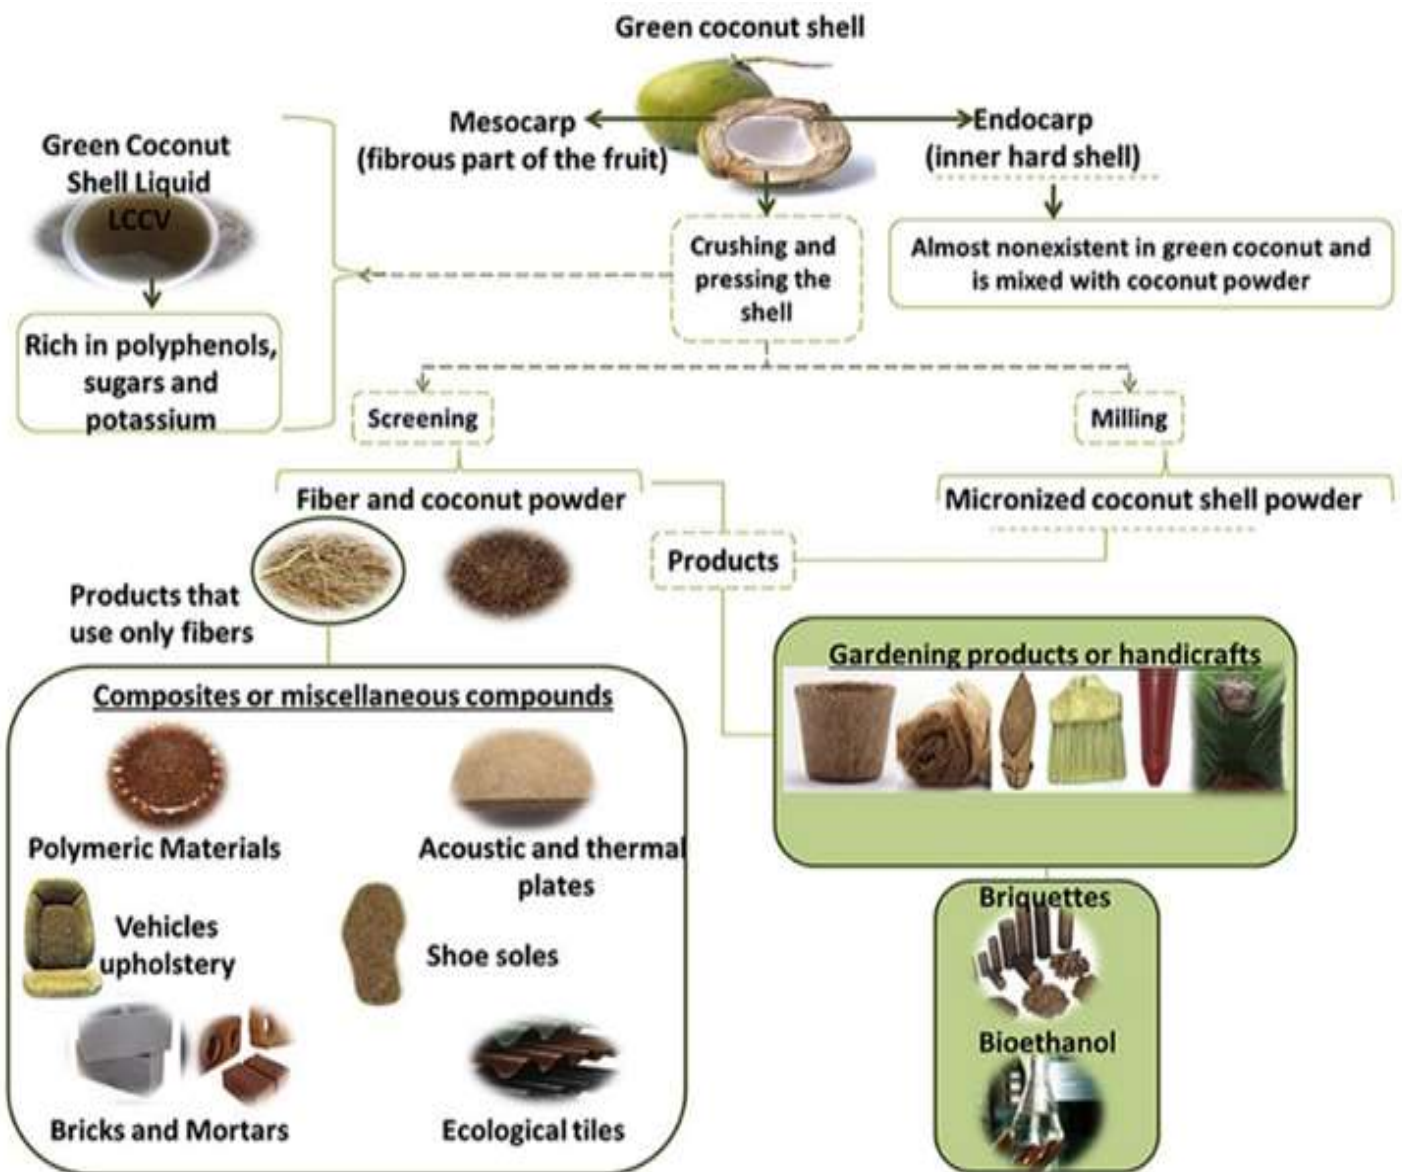 Green coconut shell
Mesocarp
(fibrous part of the fruit)
Endocarp
(inner hard shell)
Green Coconut
Shell Liquid
LCCV
Crushing and
pressing the
shell
Almost nonexistent in green coconut and
is mixed with coconut powder
Rich in polyphenols,
sugars and
potassium
Screening
Milling
Fiber and coconut powder
Micronized coconut shell powder
Products
Products that
use only fibers
Gardening products or handicrafts
Composites or miscellaneous compounds
Polymeric Materials
Acoustic and thermal
plates
Vehicles
upholstery
Shoe soles
Bricks and Mortars
Ecological tiles
Briquettes
Bioethanol